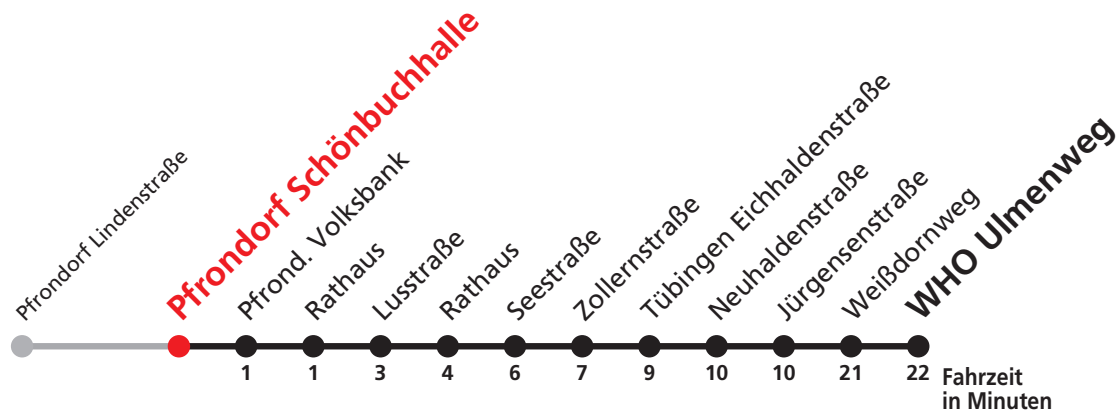 Pfrondorf Lindenstraße
Pfrondorf Schönbuchhalle
Pfrond. Volksbank
Rathaus
Lusstraße
Rathaus
Seestraße
Zollernstraße
Tübingen Eichhaldenstraße
Neuhaldenstraße
Jürgensenstraße
Weißdornweg
WHO Ulmenweg
1 1 3 4 6 7 9 10 10 21 22 Fahrzeit
in Minuten